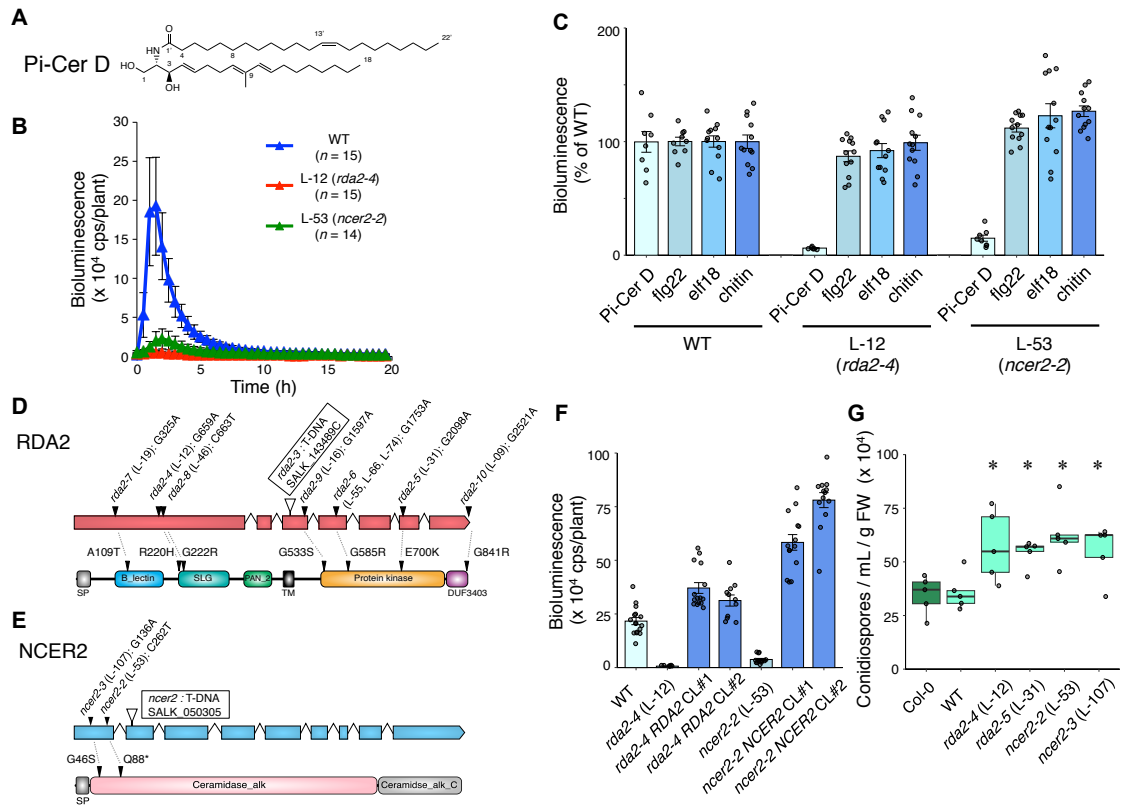 A
Pi-Cer D
O
NH
HO
OH
1'
4'
8'
13'
22'
1
3
9
18
B
Bioluminescence
(x 10⁴ cps/plant)
30
25
20
15
10
5
0
0
5
10
15
20
Time (h)
WT
(n = 15)
L-12 (rda2-4)
(n = 15)
L-53 (ncer2-2)
(n = 14)
C
Bioluminescence
(% of WT)
200
100
0
Pi-Cer D
flg22
elf18
chitin
Pi-Cer D
flg22
elf18
chitin
Pi-Cer D
flg22
elf18
chitin
WT
L-12
(rda2-4)
L-53
(ncer2-2)
D
RDA2
rda2-7 (L-19): G325A
rda2-4 (L-12): G659A
rda2-8 (L-46): C663T
rda2-3 : T-DNA
SALK_143489C
rda2-9 (L-16): G1597A
rda2-6
(L-55, L-66, L-74): G1753A
rda2-5 (L-31): G2098A
rda2-10 (L-09): G2521A
A109T
R220H
G222R
G533S
G585R
E700K
G841R
SP
B_lectin
SLG
PAN_2
TM
Protein kinase
DUF3403
E
NCER2
ncer2-3 (L-107): G136A
ncer2-2 (L-53): C262T
ncer2 : T-DNA
SALK_050305
G46S
Q88*
SP
Ceramidase_alk
Ceramidse_alk_C
F
Bioluminescence
(x 10⁴ cps/plant)
100
75
50
25
0
WT
rda2-4 (L-12)
rda2-4 RDA2 CL#1
rda2-4 RDA2 CL#2
ncer2-2 (L-53)
ncer2-2 NCER2 CL#1
ncer2-2 NCER2 CL#2
G
Conidiospores / mL / g FW (x 10⁴)
100
75
50
25
0
* * * *
Col-0
WT
rda2-4 (L-12)
rda2-5 (L-31)
ncer2-2 (L-53)
ncer2-3 (L-107)